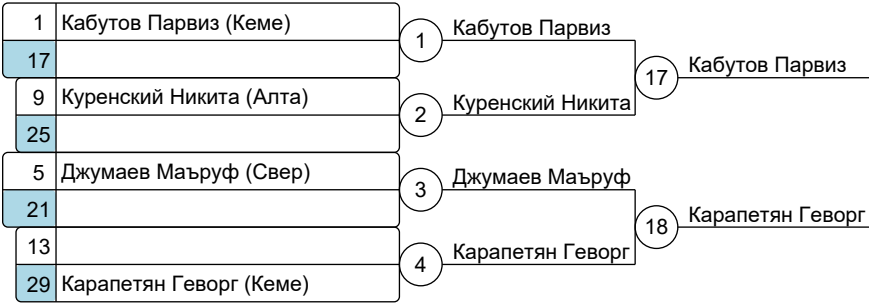 1 Кабутов Парвиз (Кеме)
17
1 Кабутов Парвиз
9 Куренский Никита (Алта)
25
2 Куренский Никита
17 Кабутов Парвиз
5 Джумаев Маъруф (Свер)
21
3 Джумаев Маъруф
13
29 Карапетян Геворг (Кеме)
4 Карапетян Геворг
18 Карапетян Геворг